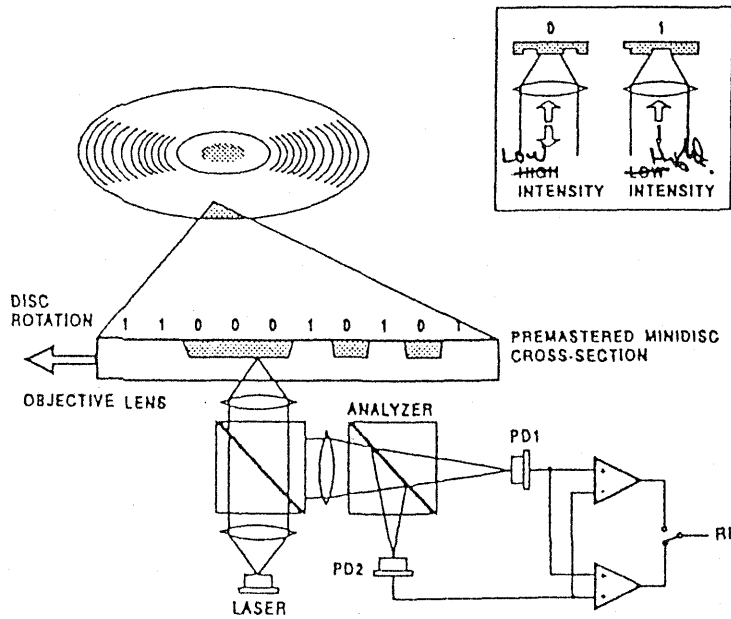 0 1
LOW High
HIGH LOW
INTENSITY INTENSITY
DISC
ROTATION
1 1 0 0 0 1 0 1 0 1
PREMASTERED MINIDISC
CROSS-SECTION
OBJECTIVE LENS
ANALYZER
PD1
+
-
RF
PD2
+
+
LASER